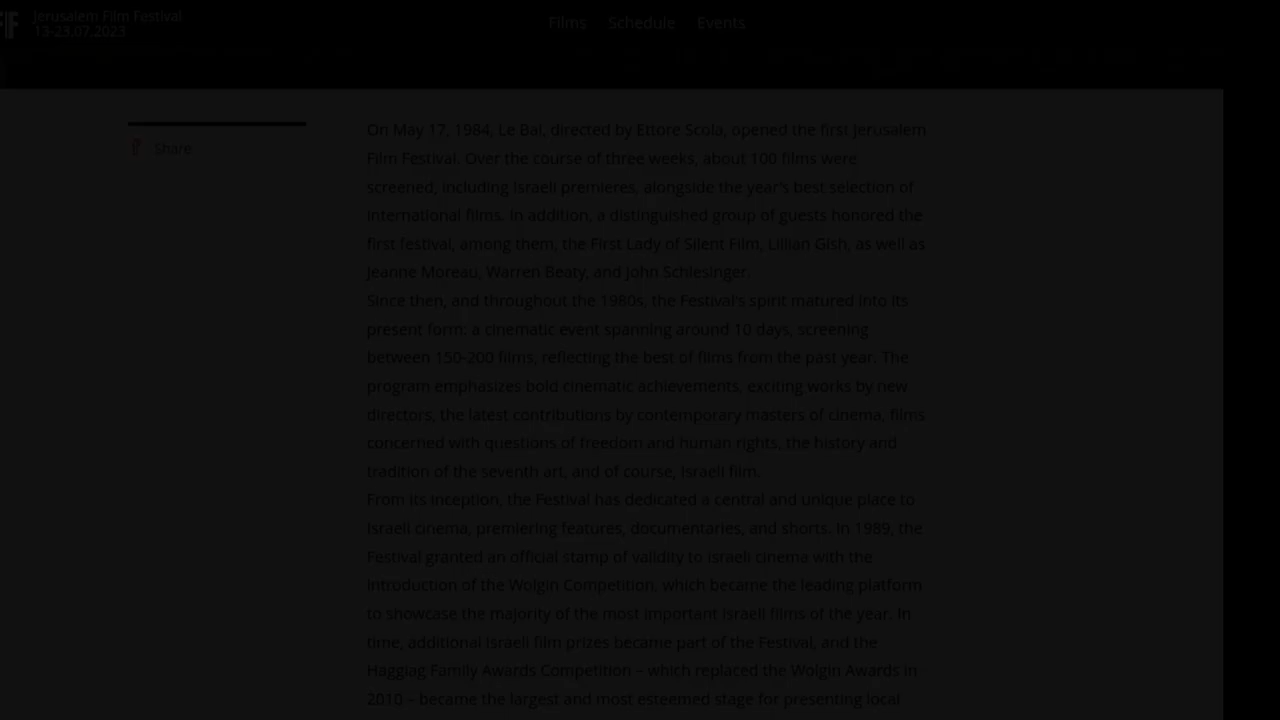 Jerusalem Film Festival
13-23.07.2023
Films Schedule Events
Share
On May 17, 1984, Le Bal, directed by Ettore Scola, opened the first Jerusalem
Film Festival. Over the course of three weeks, about 100 films were
screened, including Israeli premieres, alongside the year's best selection of
international films. In addition, a distinguished group of guests honored the
first festival, among them, the First Lady of Silent Film, Lillian Gish, as well as
Jeanne Moreau, Warren Beaty, and John Schlesinger.
Since then, and throughout the 1980s, the Festival's spirit matured into its
present form: a cinematic event spanning around 10 days, screening
between 150-200 films, reflecting the best of films from the past year. The
program emphasizes bold cinematic achievements, exciting works by new
directors, the latest contributions by contemporary masters of cinema, films
concerned with questions of freedom and human rights, the history and
tradition of the seventh art, and of course, Israeli film.
From its inception, the Festival has dedicated a central and unique place to
Israeli cinema, premiering features, documentaries, and shorts. In 1989, the
Festival granted an official stamp of validity to Israeli cinema with the
introduction of the Wolgin Competition, which became the leading platform
to showcase the majority of the most important Israeli films of the year. In
time, additional Israeli film prizes became part of the Festival, and the
Haggiag Family Awards Competition – which replaced the Wolgin Awards in
2010 – became the largest and most esteemed stage for presenting local